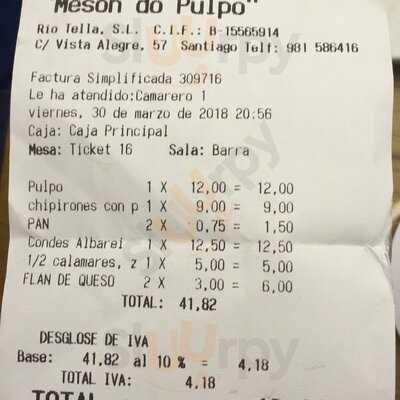 "Meson do Pulpo"
Rio Tella, S.L. C.I.F.: B-15565914
C/ Vista Alegre, 57 Santiago Telf: 981 586416
Factura Simplificada 309716
Le ha atendido:Camarero 1
viernes, 30 de marzo de 2018 20:56
Caja: Caja Principal
Mesa: Ticket 16 Sala: Barra
Pulpo 1 X 12,00 = 12,00
chipirones con p 1 X 9,00 = 9,00
PAN 2 X 0,75 = 1,50
Condes Albarei 1 X 12,50 = 12,50
1/2 calamares, z 1 X 5,00 = 5,00
FLAN DE QUESO 2 X 3,00 = 6,00
TOTAL: 41,82
DESGLOSE DE IVA
Base: 41,82 al 10 % = 4,18
TOTAL IVA: 4,18
TOTAL
sluurpy
sluurpy
sluurpy